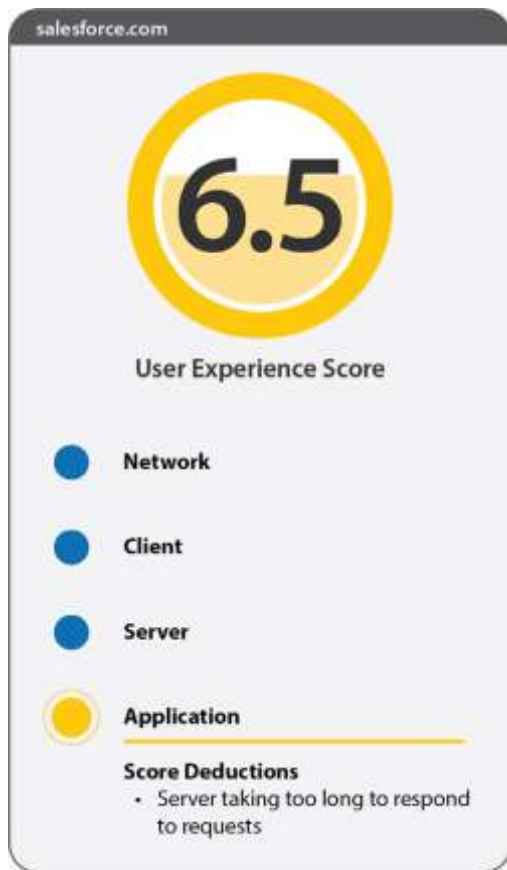 salesforce.com
6.5
User Experience Score
Network
Client
Server
Application
Score Deductions
• Server taking too long to respond
to requests